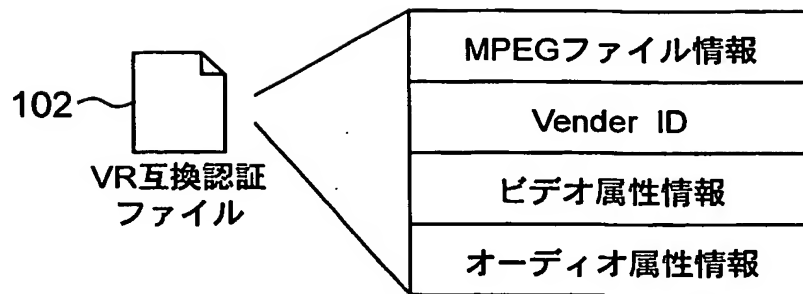 102
VR互換認証
ファイル
MPEGファイル情報
Vender ID
ビデオ属性情報
オーディオ属性情報